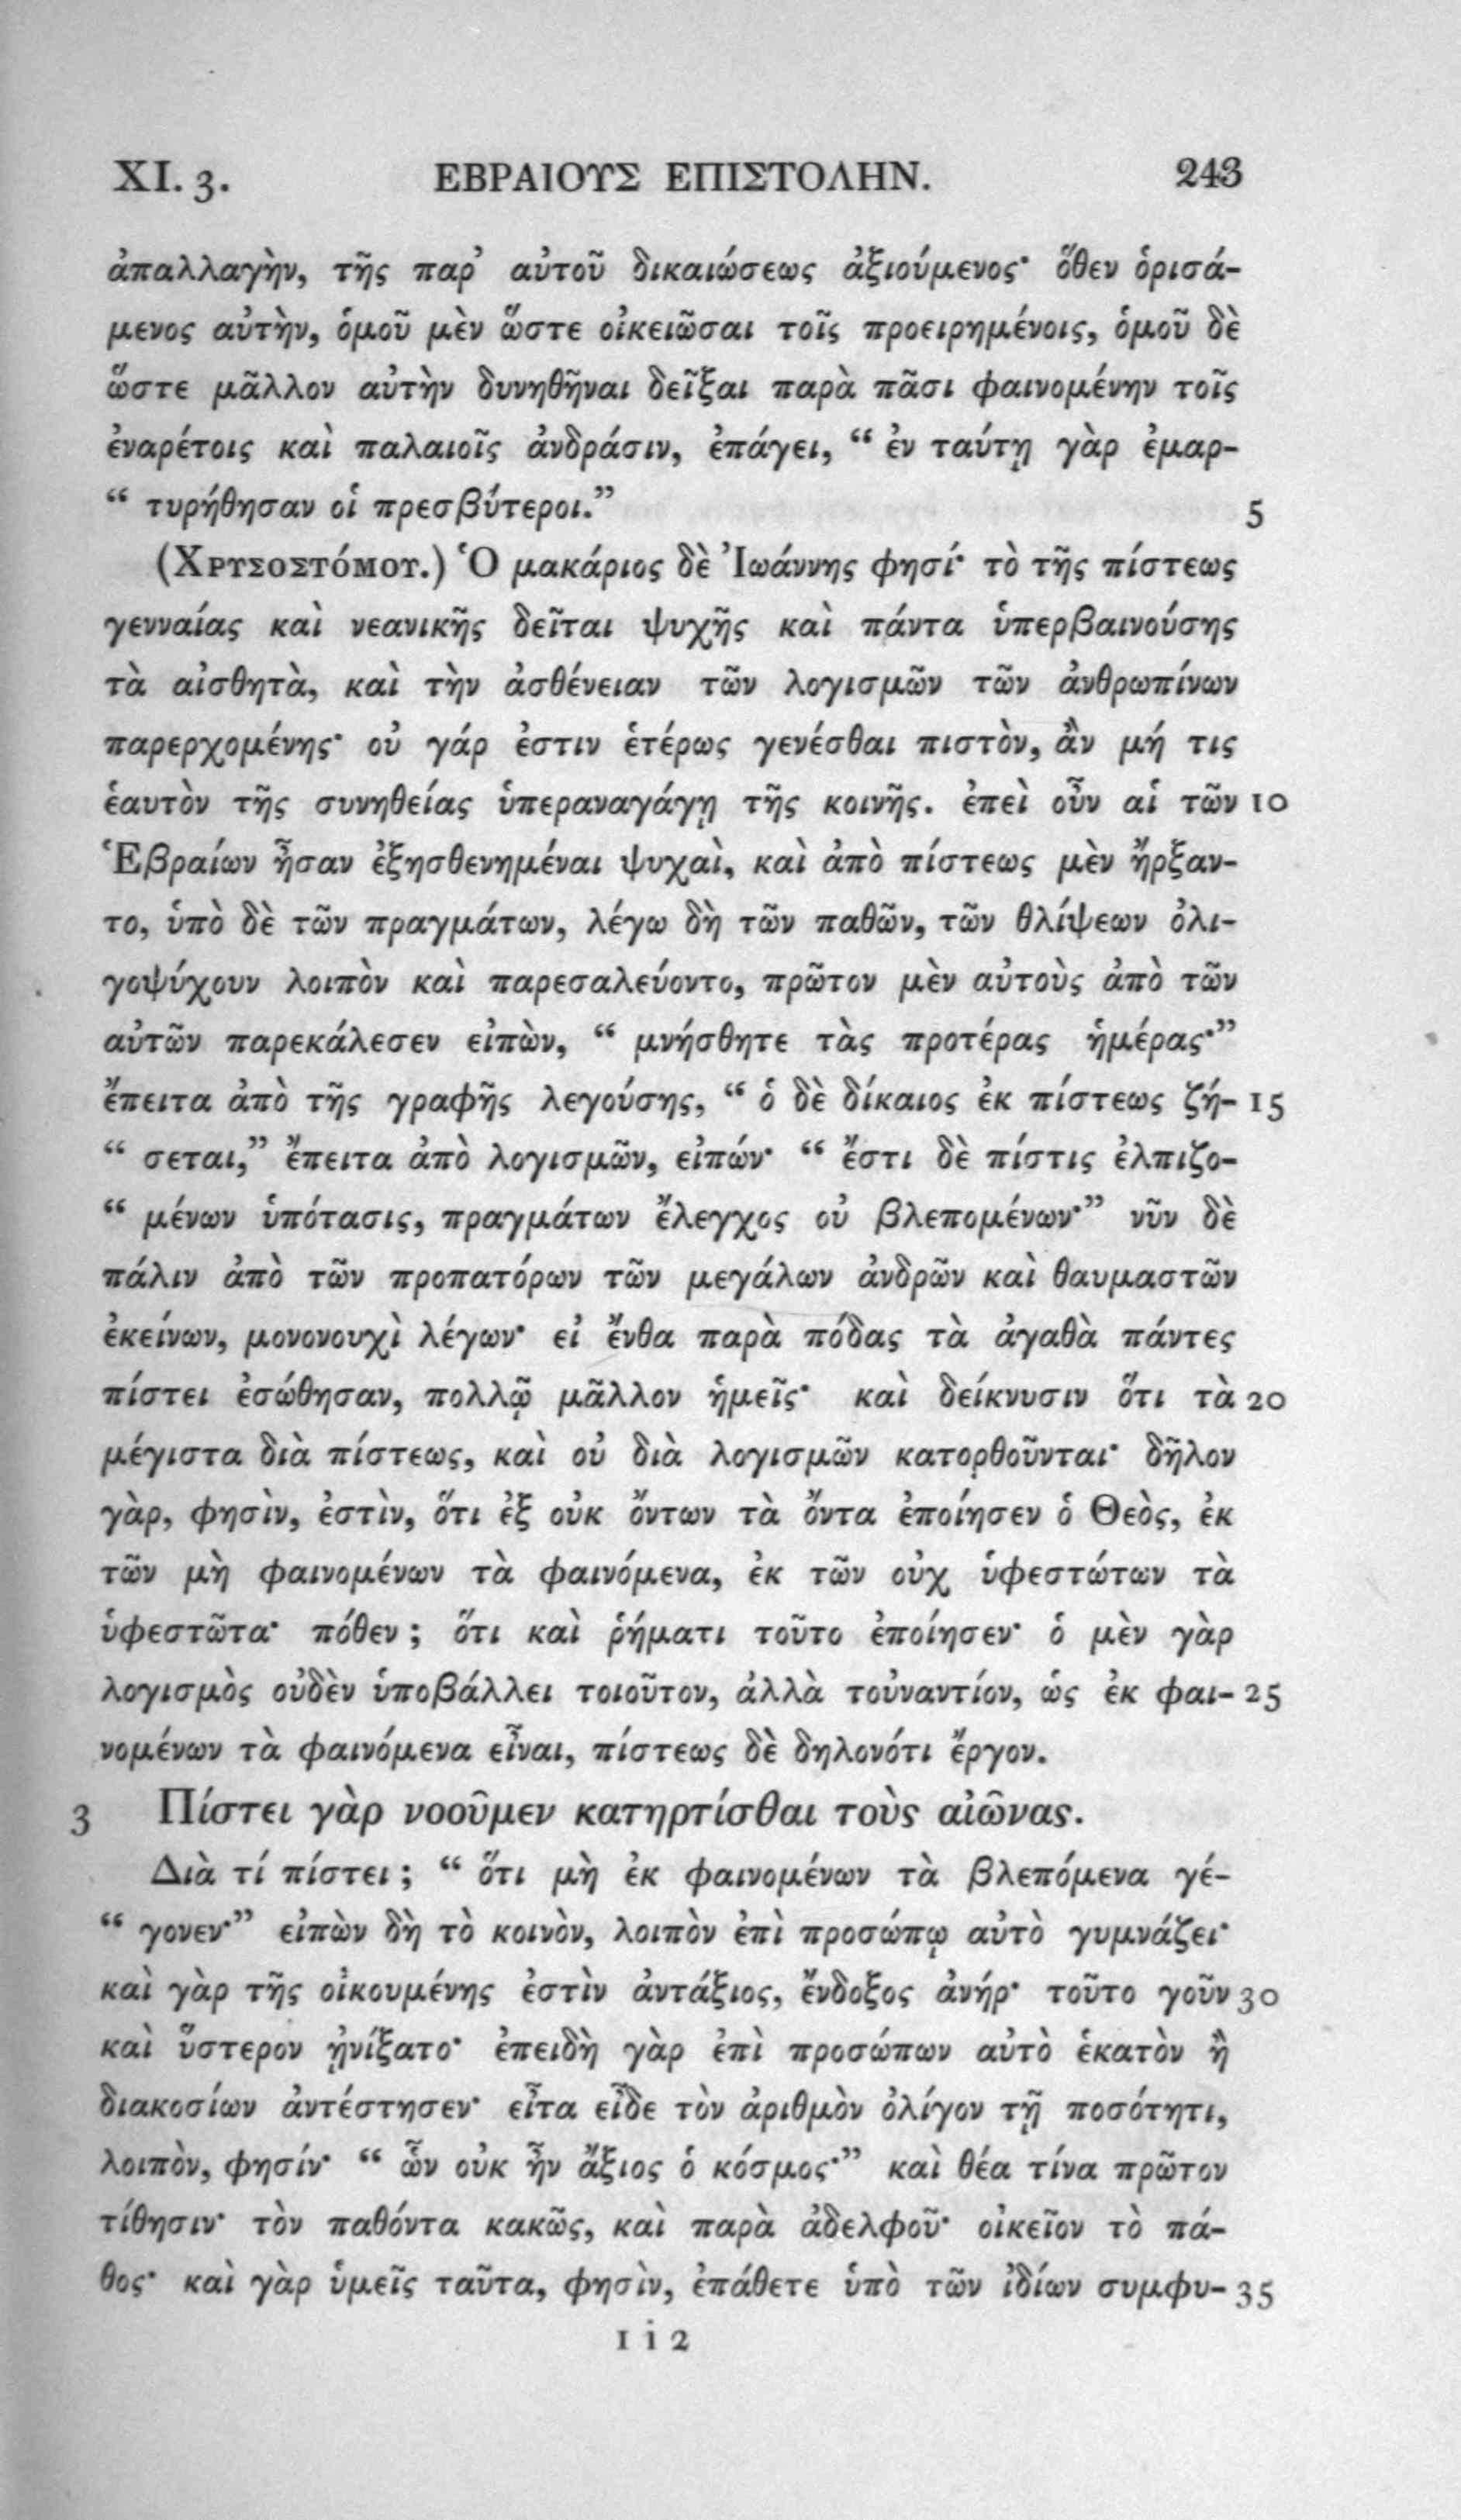 XI. 3. ΕΒΡΑΙΟΥΣ ΕΠΙΣΤΟΛΗΝ. 243
ἀπαλλαγὴν, τῆς παρ' αὐτοῦ δικαιώσεως ἀξιούμενος· ὅθεν ὁρισά-
μενος αὐτὴν, ὁμοῦ μὲν ὥστε οἰκειῶσαι τοῖς προειρημένοις, ὁμοῦ δὲ
ὥστε μᾶλλον αὐτὴν δυνηθῆναι δεῖξαι παρὰ πᾶσι φαινομένην τοῖς
ἐναρέτοις καὶ παλαιοῖς ἀνδράσιν, ἐπάγει, “ ἐν ταύτῃ γὰρ ἐμαρ-
“ τυρήθησαν οἱ πρεσβύτεροι.” 5
(ΧΡΥΣΟΣΤόΜΟΥ.) Ὁ μακάριος δὲ Ἰωάννης φησί· τὸ τῆς πίστεως
γενναίας καὶ νεανικῆς δεῖται ψυχῆς καὶ πάντα ὑπερβαινούσης
τὰ αἰσθητὰ, καὶ τὴν ἀσθένειαν τῶν λογισμῶν τῶν ἀνθρωπίνων
παρερχομένης· οὐ γάρ ἐστιν ἑτέρως γενέσθαι πιστὸν, ἂν μή τις
ἑαυτὸν τῆς συνηθείας ὑπεραναγάγῃ τῆς κοινῆς. ἐπεὶ οὖν αἱ τῶν 10
Ἑβραίων ἦσαν ἐξησθενημέναι ψυχαὶ, καὶ ἀπὸ πίστεως μὲν ἤρξαν-
το, ὑπὸ δὲ τῶν πραγμάτων, λέγω δὴ τῶν παθῶν, τῶν θλίψεων ὀλι-
γοψύχουν λοιπὸν καὶ παρεσαλεύοντο, πρῶτον μὲν αὐτοὺς ἀπὸ τῶν
αὐτῶν παρεκάλεσεν εἰπὼν, “ μνήσθητε τὰς προτέρας ἡμέρας·”
ἔπειτα ἀπὸ τῆς γραφῆς λεγούσης, “ ὁ δὲ δίκαιος ἐκ πίστεως ζή- 15
“ σεται,” ἔπειτα ἀπὸ λογισμῶν, εἰπών· “ ἔστι δὲ πίστις ἐλπιζο-
“ μένων ὑπότασις, πραγμάτων ἔλεγχος οὐ βλεπομένων·” νῦν δὲ
πάλιν ἀπὸ τῶν προπατόρων τῶν μεγάλων ἀνδρῶν καὶ θαυμαστῶν
ἐκείνων, μονονουχὶ λέγων· εἰ ἔνθα παρὰ πόδας τὰ ἀγαθὰ πάντες
πίστει ἐσώθησαν, πολλῷ μᾶλλον ἡμεῖς· καὶ δείκνυσιν ὅτι τὰ 20
μέγιστα διὰ πίστεως, καὶ οὐ διὰ λογισμῶν κατορθοῦνται· δῆλον
γὰρ, φησὶν, ἐστὶν, ὅτι ἐξ οὐκ ὄντων τὰ ὄντα ἐποίησεν ὁ Θεὸς, ἐκ
τῶν μὴ φαινομένων τὰ φαινόμενα, ἐκ τῶν οὐχ ὑφεστώτων τὰ
ὑφεστῶτα· πόθεν ; ὅτι καὶ ῥήματι τοῦτο ἐποίησεν· ὁ μὲν γὰρ
λογισμὸς οὐδὲν ὑποβάλλει τοιοῦτον, ἀλλὰ τοὐναντίον, ὡς ἐκ φαι- 25
νομένων τὰ φαινόμενα εἶναι, πίστεως δὲ δηλονότι ἔργον.
3 Πίστει γὰρ νοοῦμεν κατηρτίσθαι τοὺς αἰῶνας.
Διὰ τί πίστει ; “ ὅτι μὴ ἐκ φαινομένων τὰ βλεπόμενα γέ-
“ γονεν·” εἰπὼν δὴ τὸ κοινὸν, λοιπὸν ἐπὶ προσώπῳ αὐτὸ γυμνάζει·
καὶ γὰρ τῆς οἰκουμένης ἐστὶν ἀντάξιος, ἔνδοξος ἀνήρ· τοῦτο γοῦν 30
καὶ ὕστερον ᾐνίξατο· ἐπειδὴ γὰρ ἐπὶ προσώπων αὐτὸ ἑκατὸν ἢ
διακοσίων ἀντέστησεν· εἶτα εἶδε τὸν ἀριθμὸν ὀλίγον τῇ ποσότητι,
λοιπὸν, φησίν· “ ὧν οὐκ ἦν ἄξιος ὁ κόσμος·” καὶ θέα τίνα πρῶτον
τίθησιν· τὸν παθόντα κακῶς, καὶ παρὰ ἀδελφοῦ· οἰκεῖον τὸ πά-
θος· καὶ γὰρ ὑμεῖς ταῦτα, φησὶν, ἐπάθετε ὑπὸ τῶν ἰδίων συμφυ- 35
I i 2